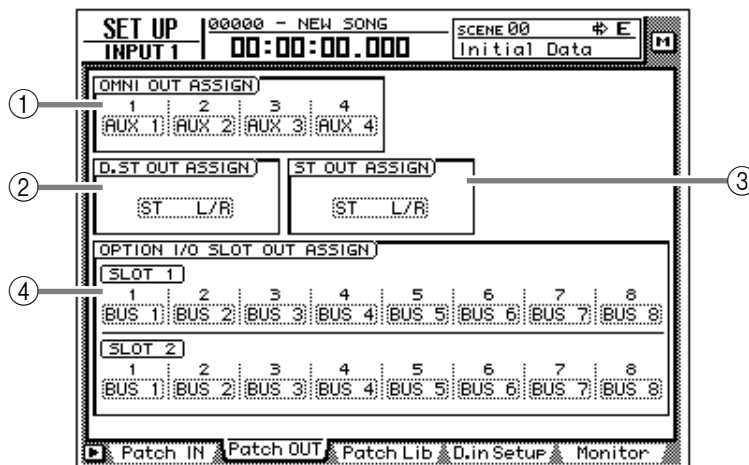 SET UP
INPUT 1
00000 - NEW SONG
00:00:00.000
SCENE 00 E
Initial Data
M
OMNI OUT ASSIGN
1 2 3 4
AUX 1 AUX 2 AUX 3 AUX 4
1
D.ST OUT ASSIGN ST OUT ASSIGN
2 3
ST L/R ST L/R
OPTION I/O SLOT OUT ASSIGN
4
SLOT 1
1 2 3 4 5 6 7 8
BUS 1 BUS 2 BUS 3 BUS 4 BUS 5 BUS 6 BUS 7 BUS 8
SLOT 2
1 2 3 4 5 6 7 8
BUS 1 BUS 2 BUS 3 BUS 4 BUS 5 BUS 6 BUS 7 BUS 8
Patch IN Patch OUT Patch Lib D.in Setup Monitor